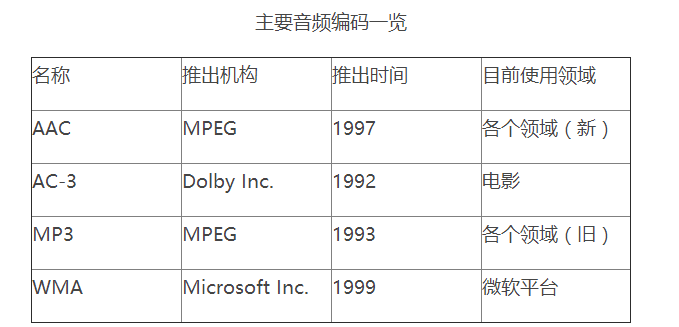 主要音频编码一览
名称 推出机构 推出时间 目前使用领域
AAC MPEG 1997 各个领域（新）
AC-3 Dolby Inc. 1992 电影
MP3 MPEG 1993 各个领域（旧）
WMA Microsoft Inc. 1999 微软平台